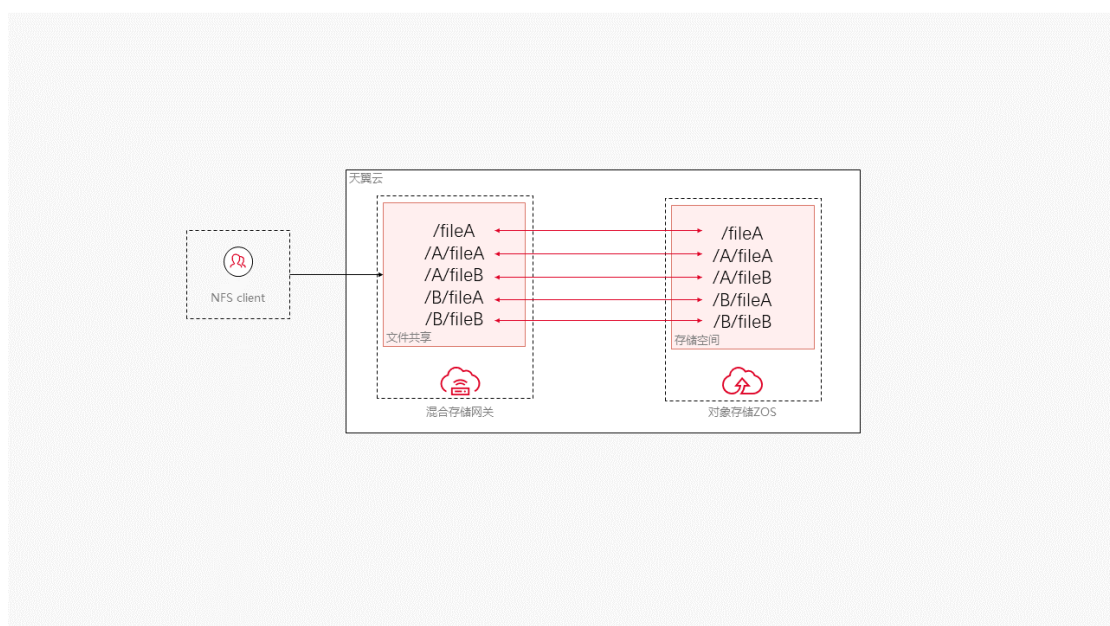 天翼云
NFS client
/fileA
/A/fileA
/A/fileB
/B/fileA
/B/fileB
文件共享
混合存储网关
/fileA
/A/fileA
/A/fileB
/B/fileA
/B/fileB
存储空间
对象存储ZOS